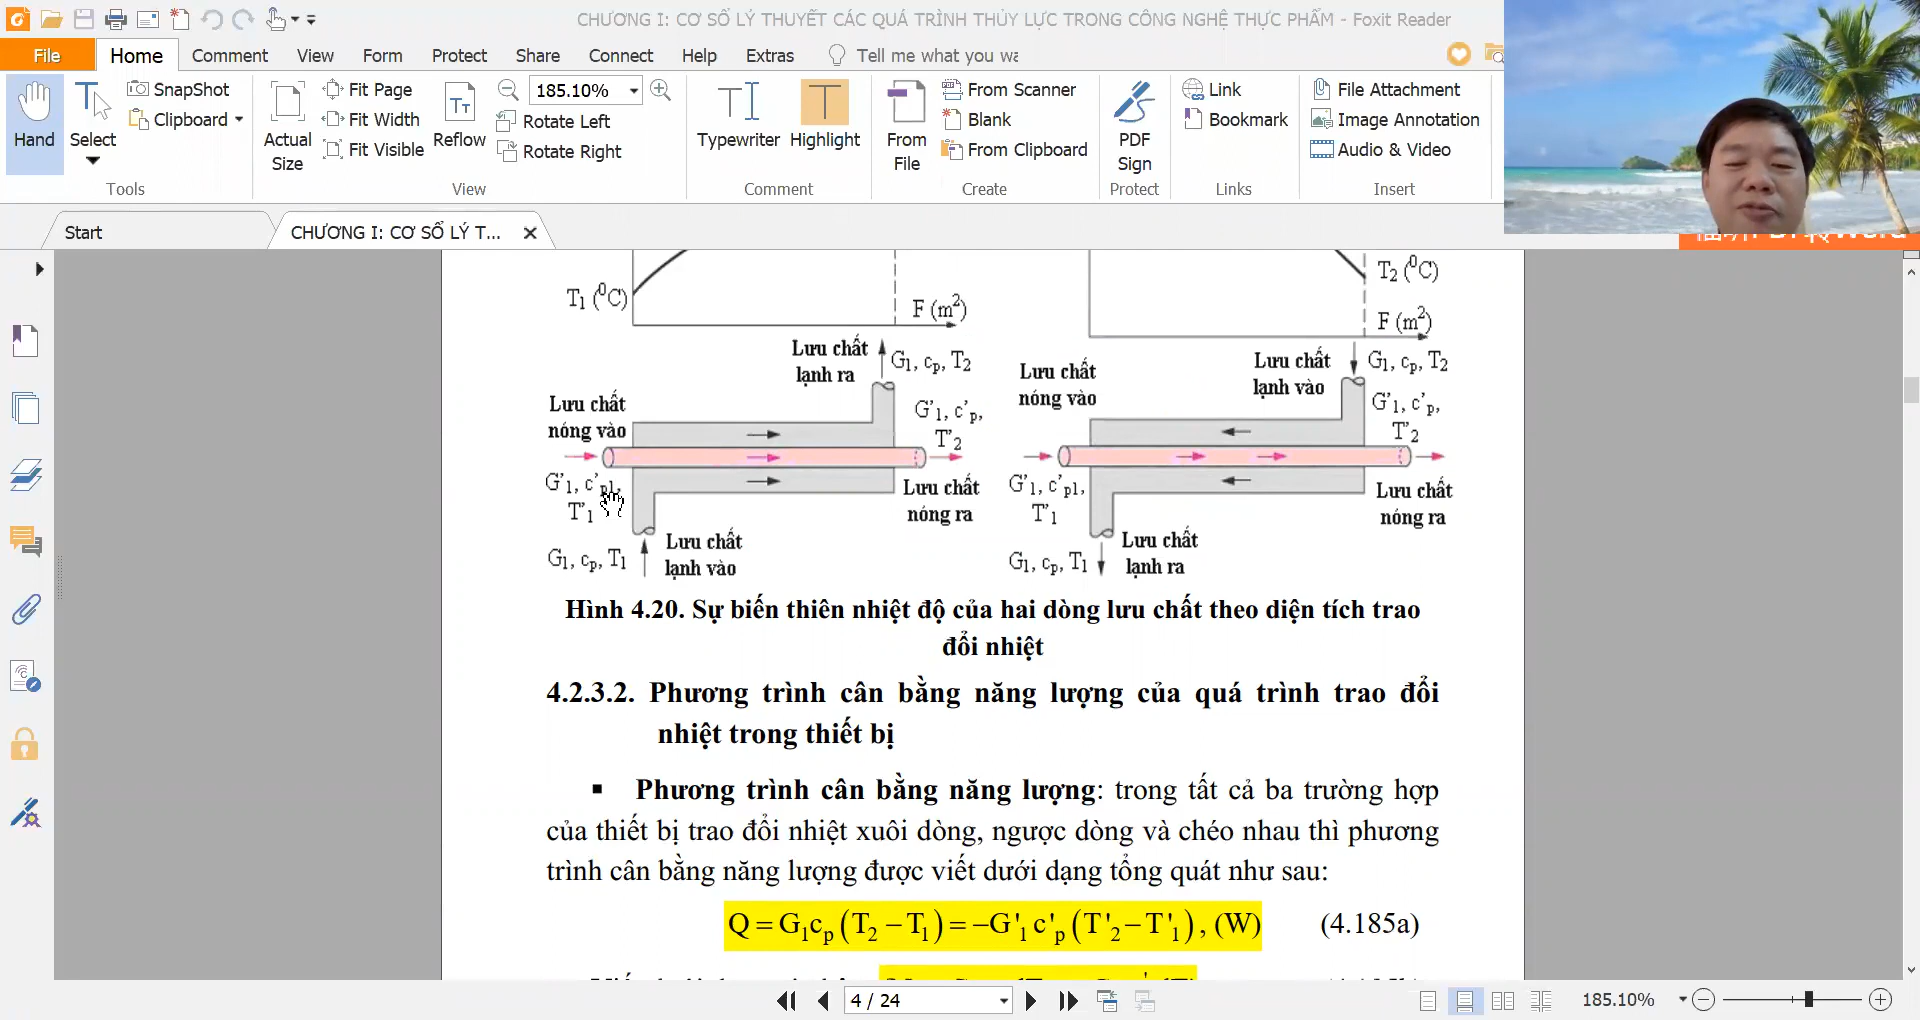 CHƯƠNG I: CƠ SỔ LÝ THUYẾT CÁC QUÁ TRÌNH THỦY LỰC TRONG CÔNG NGHỆ THỰC PHẨM - Foxit Reader
File Home Comment View Form Protect Share Connect Help Extras Tell me what you wa
Hand
Select
SnapShot
Clipboard
Tools
Actual Size
Fit Page
Fit Width
Fit Visible
Reflow
185.10%
Rotate Left
Rotate Right
View
Typewriter
Highlight
Comment
From File
From Scanner
Blank
From Clipboard
Create
PDF Sign
Protect
Link
Bookmark
Links
File Attachment
Image Annotation
Audio & Video
Insert
Start
CHƯƠNG I: CƠ SỔ LÝ T...
T₁ (⁰C)
F (m²)
T₂ (⁰C)
F (m²)
Lưu chất
lạnh ra
G₁, cₚ, T₂
Lưu chất
nóng vào
G'₁, c'ₚ,
T'₂
G'₁, c'ₚ₁,
T'₁
Lưu chất
nóng ra
G₁, cₚ, T₁
Lưu chất
lạnh vào
Lưu chất
nóng vào
Lưu chất
lạnh vào
G₁, cₚ, T₂
G'₁, c'ₚ,
T'₂
G'₁, c'ₚ₁,
T'₁
Lưu chất
nóng ra
G₁, cₚ, T₁
Lưu chất
lạnh ra
Hình 4.20. Sự biến thiên nhiệt độ của hai dòng lưu chất theo diện tích trao
đổi nhiệt
4.2.3.2. Phương trình cân bằng năng lượng của quá trình trao đổi
nhiệt trong thiết bị
▪ Phương trình cân bằng năng lượng: trong tất cả ba trường hợp
của thiết bị trao đổi nhiệt xuôi dòng, ngược dòng và chéo nhau thì phương
trình cân bằng năng lượng được viết dưới dạng tổng quát như sau:
Q = G₁cₚ (T₂ − T₁) = −G'₁ c'ₚ (T'₂ − T'₁), (W) (4.185a)
4 / 24
185.10%